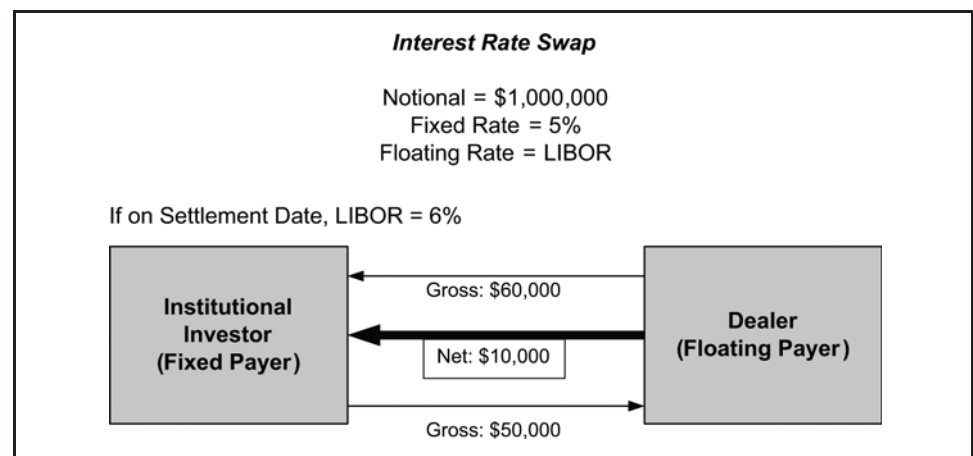 Interest Rate Swap
Notional = $1,000,000
Fixed Rate = 5%
Floating Rate = LIBOR
If on Settlement Date, LIBOR = 6%
Institutional
Investor
(Fixed Payer)
Gross: $60,000
Net: $10,000
Gross: $50,000
Dealer
(Floating Payer)